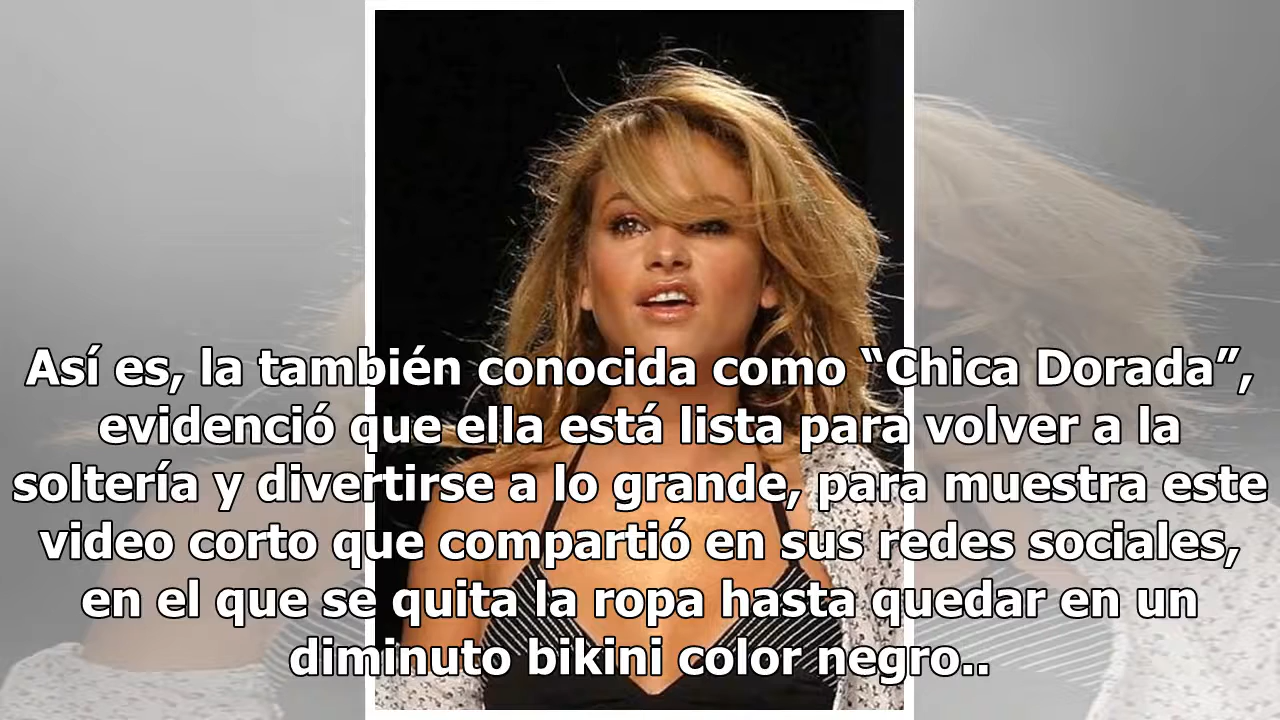 Así es, la también conocida como “Chica Dorada”,
evidenció que ella está lista para volver a la
soltería y divertirse a lo grande, para muestra este
video corto que compartió en sus redes sociales,
en el que se quita la ropa hasta quedar en un
diminuto bikini color negro..